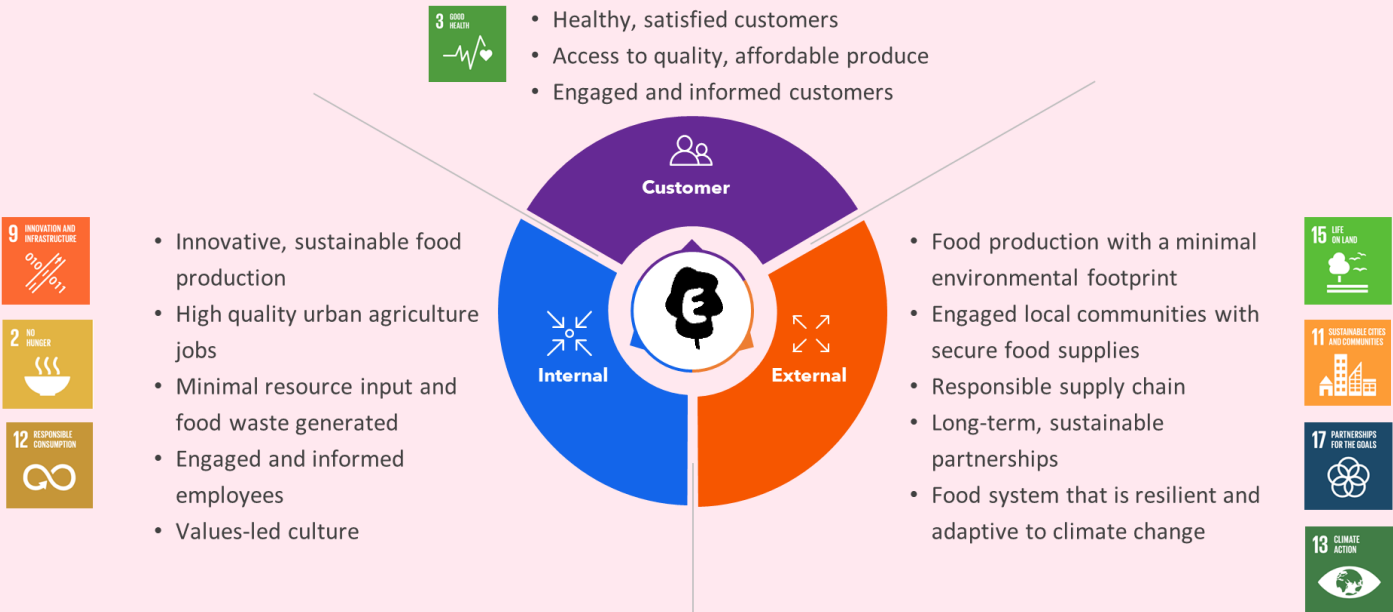 3 GOOD
HEALTH
• Healthy, satisfied customers
• Access to quality, affordable produce
• Engaged and informed customers
Customer
9 INNOVATION AND
INFRASTRUCTURE
010
011
2 NO
HUNGER
12 RESPONSIBLE
CONSUMPTION
• Innovative, sustainable food
production
• High quality urban agriculture
jobs
• Minimal resource input and
food waste generated
• Engaged and informed
employees
• Values-led culture
Internal
E
External
• Food production with a minimal
environmental footprint
• Engaged local communities with
secure food supplies
• Responsible supply chain
• Long-term, sustainable
partnerships
• Food system that is resilient and
adaptive to climate change
15 LIFE
ON LAND
11 SUSTAINABLE CITIES
AND COMMUNITIES
17 PARTNERSHIPS
FOR THE GOALS
13 CLIMATE
ACTION